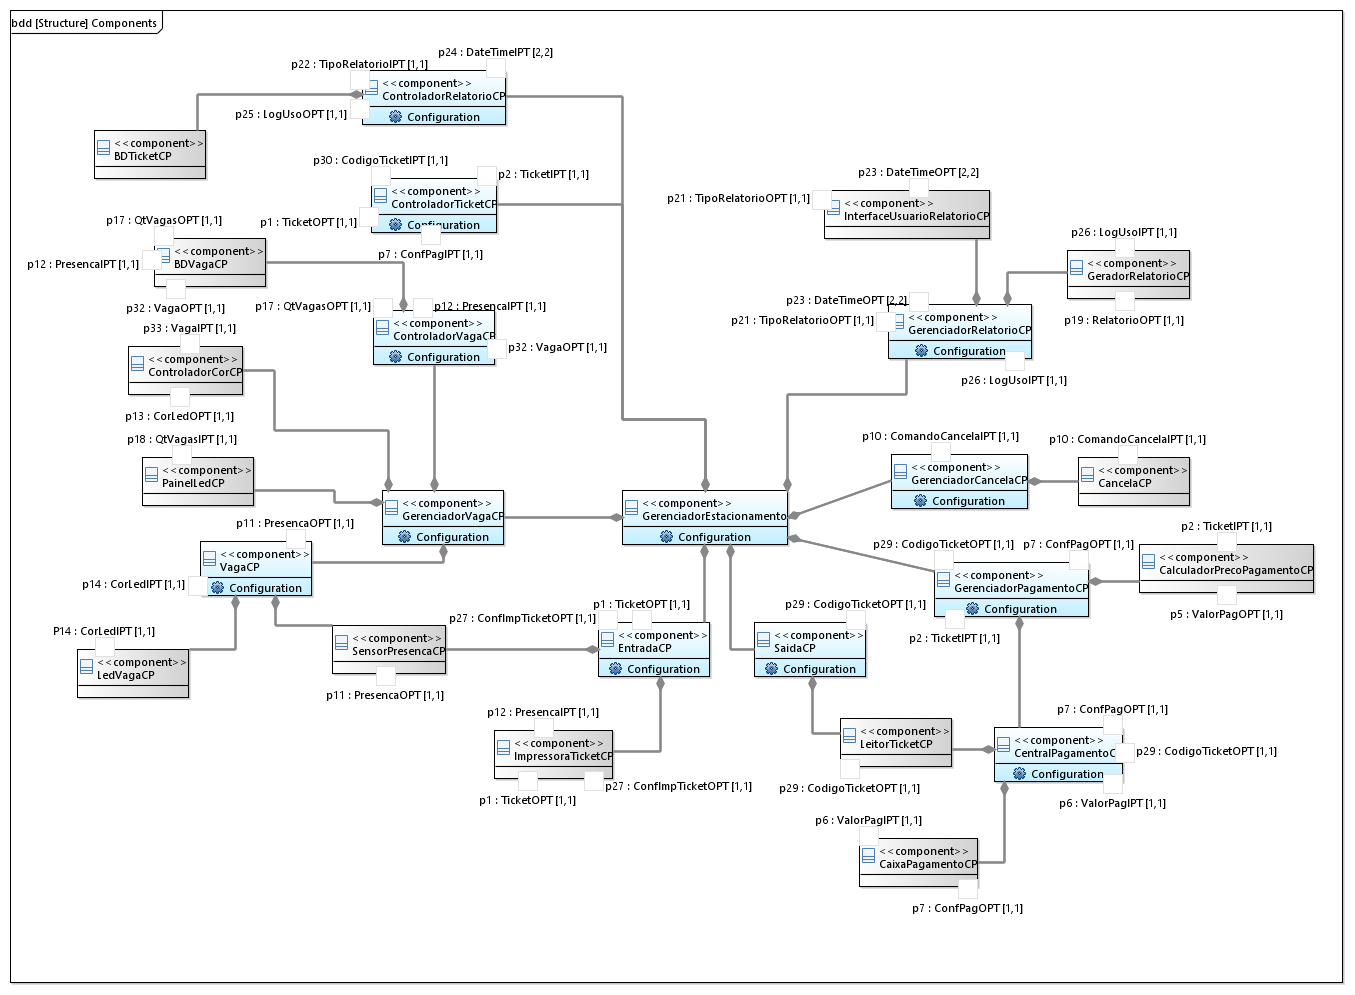 bdd [Structure] Components
p24 : DateTimeIPT [2,2]
p22 : TipoRelatorioIPT [1,1]
<<component>>
ControladorRelatorioCP
Configuration
p25 : LogUsoOPT [1,1]
<<component>>
BDTicketCP
p30 : CodigoTicketIPT [1,1]
p2 : TicketIPT [1,1]
<<component>>
ControladorTicketCP
Configuration
p1 : TicketOPT [1,1]
p7 : ConfPagIPT [1,1]
p23 : DateTimeOPT [2,2]
p21 : TipoRelatorioOPT [1,1]
<<component>>
InterfaceUsuarioRelatorioCP
p17 : QtVagasOPT [1,1]
p12 : PresencaIPT [1,1]
<<component>>
BDVagaCP
p32 : VagaOPT [1,1]
p26 : LogUsoIPT [1,1]
<<component>>
GeradorRelatorioCP
p19 : RelatorioOPT [1,1]
p17 : QtVagasOPT [1,1]
p12 : PresencaIPT [1,1]
<<component>>
ControladorVagaCP
Configuration
p32 : VagaOPT [1,1]
p23 : DateTimeOPT [2,2]
p21 : TipoRelatorioOPT [1,1]
<<component>>
GerenciadorRelatorioCP
Configuration
p26 : LogUsoIPT [1,1]
p33 : VagaIPT [1,1]
<<component>>
ControladorCorCP
p13 : CorLedOPT [1,1]
p18 : QtVagasIPT [1,1]
<<component>>
PainelLedCP
p10 : ComandoCancelaIPT [1,1]
<<component>>
GerenciadorCancelaCP
Configuration
p10 : ComandoCancelaIPT [1,1]
<<component>>
CancelaCP
<<component>>
GerenciadorVagaCP
Configuration
<<component>>
GerenciadorEstacionamento
Configuration
p11 : PresencaOPT [1,1]
<<component>>
VagaCP
Configuration
p14 : CorLedIPT [1,1]
p29 : CodigoTicketOPT [1,1]
p7 : ConfPagOPT [1,1]
<<component>>
GerenciadorPagamentoCP
Configuration
p2 : TicketIPT [1,1]
p2 : TicketIPT [1,1]
<<component>>
CalculadorPrecoPagamentoCP
p5 : ValorPagOPT [1,1]
P14 : CorLedIPT [1,1]
<<component>>
LedVagaCP
<<component>>
SensorPresencaCP
p11 : PresencaOPT [1,1]
p1 : TicketOPT [1,1]
p27 : ConfImpTicketOPT [1,1]
<<component>>
EntradaCP
Configuration
p29 : CodigoTicketOPT [1,1]
<<component>>
SaidaCP
Configuration
p12 : PresencaIPT [1,1]
<<component>>
ImpressoraTicketCP
p1 : TicketOPT [1,1]
p27 : ConfImpTicketOPT [1,1]
<<component>>
LeitorTicketCP
p29 : CodigoTicketOPT [1,1]
p7 : ConfPagOPT [1,1]
<<component>>
CentralPagamentoC
Configuration
p29 : CodigoTicketOPT [1,1]
p6 : ValorPagIPT [1,1]
p6 : ValorPagIPT [1,1]
<<component>>
CaixaPagamentoCP
p7 : ConfPagOPT [1,1]